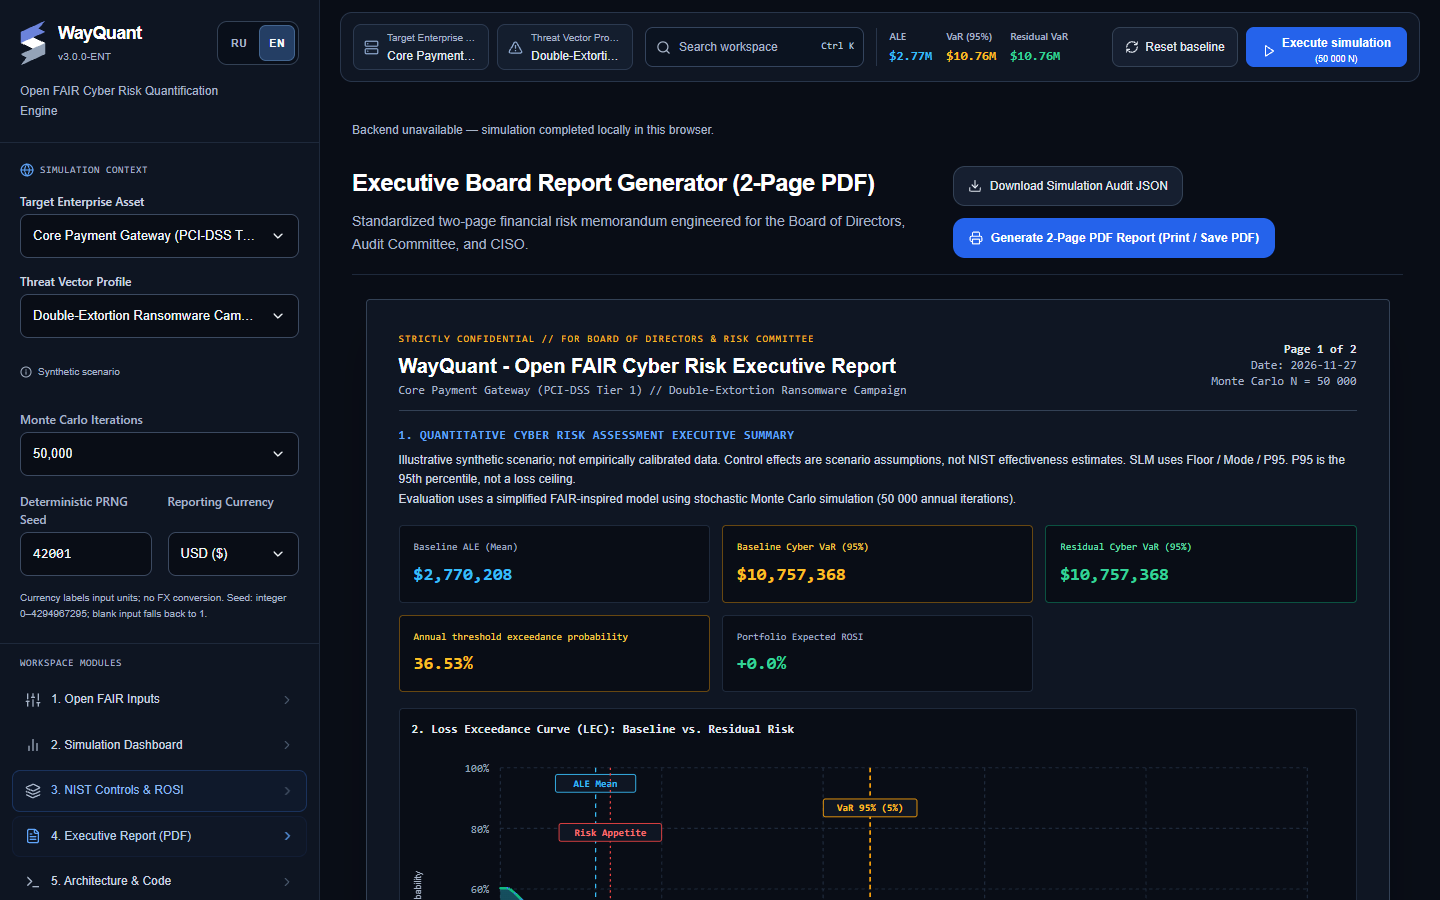 WayQuant
v3.0.0-ENT
RU
EN
Open FAIR Cyber Risk Quantification
Engine
SIMULATION CONTEXT
Target Enterprise Asset
Core Payment Gateway (PCI-DSS T...
Threat Vector Profile
Double-Extortion Ransomware Cam...
Synthetic scenario
Monte Carlo Iterations
50,000
Deterministic PRNG
Seed
Reporting Currency
42001
USD ($)
Currency labels input units; no FX conversion. Seed: integer
0–4294967295; blank input falls back to 1.
WORKSPACE MODULES
1. Open FAIR Inputs
2. Simulation Dashboard
3. NIST Controls & ROSI
4. Executive Report (PDF)
5. Architecture & Code
Target Enterprise ...
Core Payment...
Threat Vector Pro...
Double-Extorti...
Search workspace
Ctrl K
ALE
$2.77M
VaR (95%)
$10.76M
Residual VaR
$10.76M
Reset baseline
Execute simulation
(50 000 N)
Backend unavailable — simulation completed locally in this browser.
Executive Board Report Generator (2-Page PDF)
Standardized two-page financial risk memorandum engineered for the Board of Directors,
Audit Committee, and CISO.
Download Simulation Audit JSON
Generate 2-Page PDF Report (Print / Save PDF)
STRICTLY CONFIDENTIAL // FOR BOARD OF DIRECTORS & RISK COMMITTEE
WayQuant - Open FAIR Cyber Risk Executive Report
Core Payment Gateway (PCI-DSS Tier 1) // Double-Extortion Ransomware Campaign
Page 1 of 2
Date: 2026-11-27
Monte Carlo N = 50 000
1. QUANTITATIVE CYBER RISK ASSESSMENT EXECUTIVE SUMMARY
Illustrative synthetic scenario; not empirically calibrated data. Control effects are scenario assumptions, not NIST effectiveness estimates. SLM uses Floor / Mode / P95. P95 is the
95th percentile, not a loss ceiling.
Evaluation uses a simplified FAIR-inspired model using stochastic Monte Carlo simulation (50 000 annual iterations).
Baseline ALE (Mean)
$2,770,208
Baseline Cyber VaR (95%)
$10,757,368
Residual Cyber VaR (95%)
$10,757,368
Annual threshold exceedance probability
36.53%
Portfolio Expected ROSI
+0.0%
2. Loss Exceedance Curve (LEC): Baseline vs. Residual Risk
100%
ALE Mean
VaR 95% (5%)
80%
Risk Appetite
60%